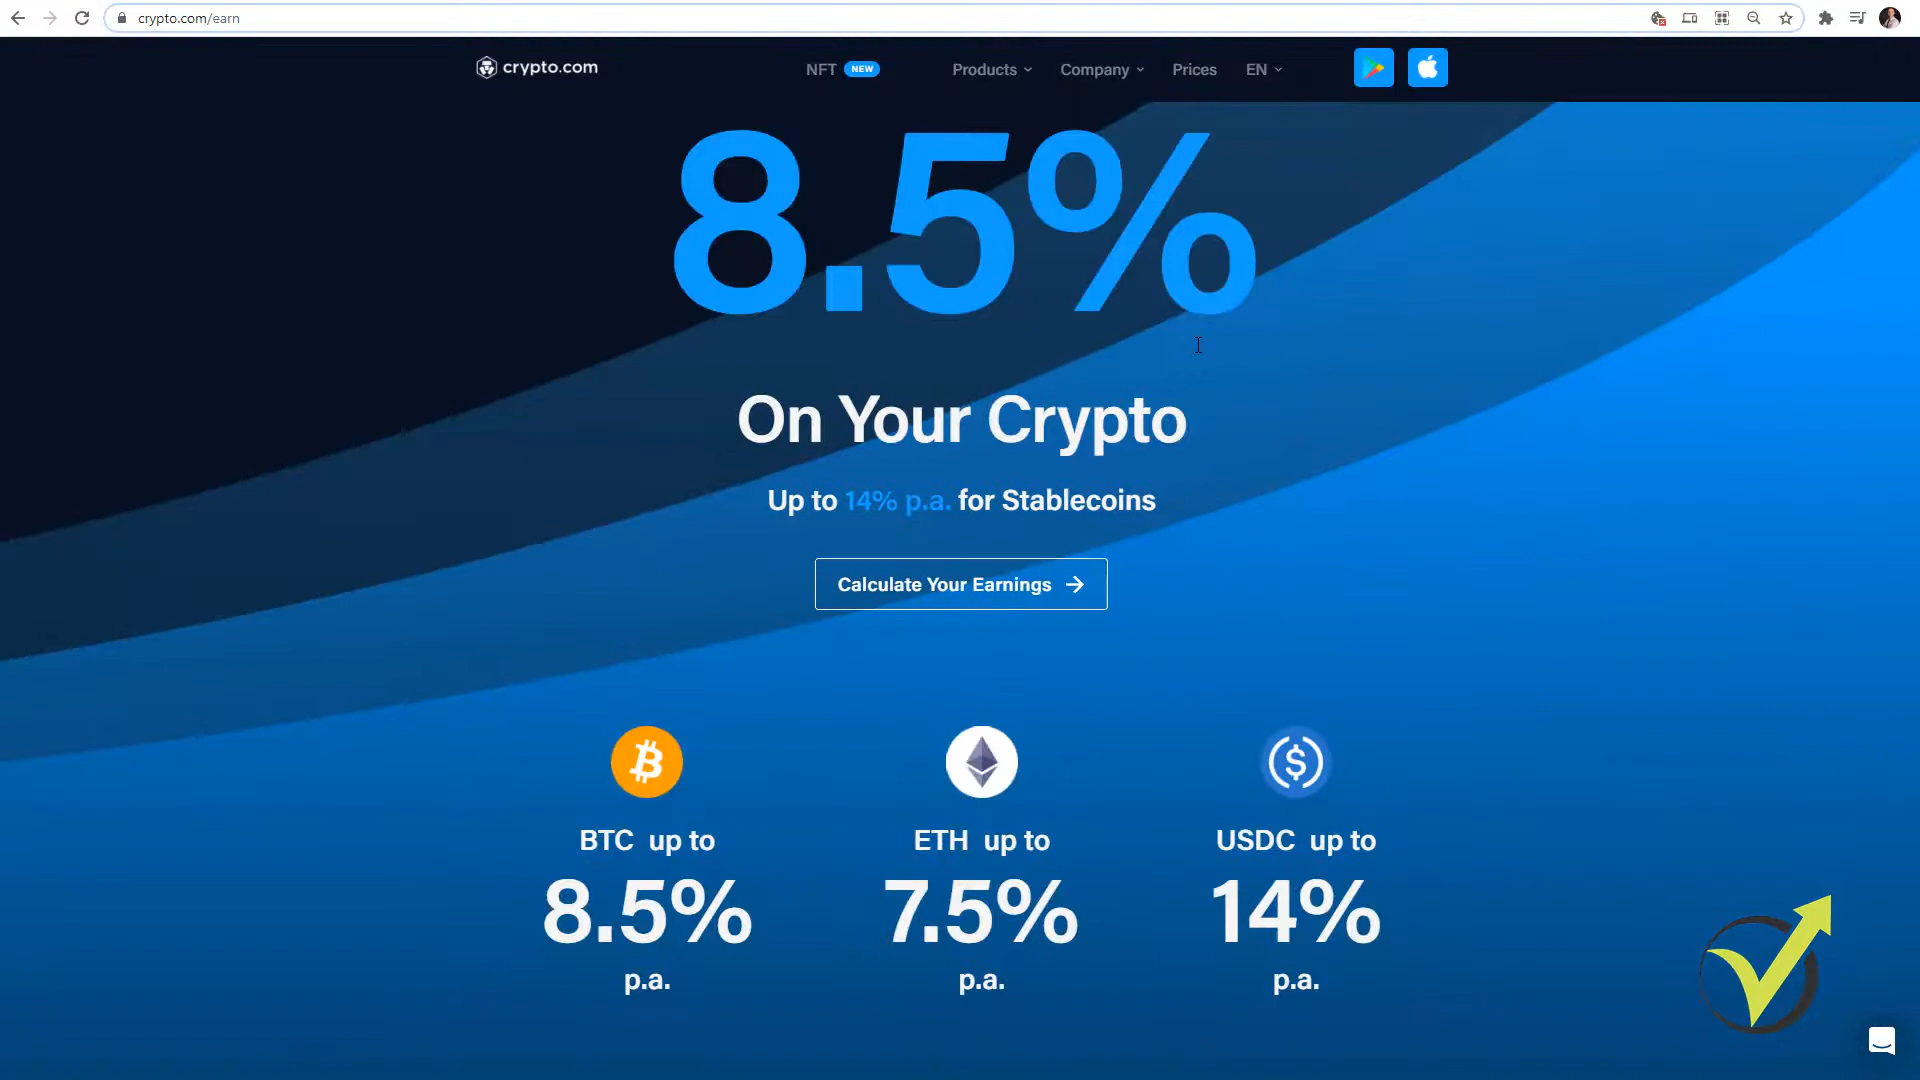 crypto.com/earn
crypto.com
NFT NEW Products Company Prices EN
8.5%
On Your Crypto
Up to 14% p.a. for Stablecoins
Calculate Your Earnings →
BTC up to
8.5%
p.a.
ETH up to
7.5%
p.a.
USDC up to
14%
p.a.